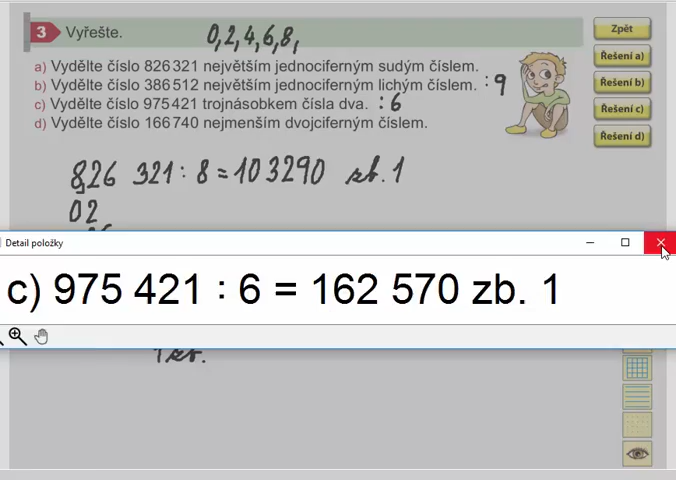 3 Vyřešte. 0, 2, 4, 6, 8,
Zpět
a) Vydělte číslo 826 321 největším jednociferným sudým číslem.
Řešení a)
b) Vydělte číslo 386 512 největším jednociferným lichým číslem. : 9
Řešení b)
c) Vydělte číslo 975 421 trojnásobkem čísla dva. : 6
Řešení c)
d) Vydělte číslo 166 740 nejmenším dvojciferným číslem.
Řešení d)
826 321 : 8 = 103290 zb. 1
02
Detail položky
c) 975 421 : 6 = 162 570 zb. 1
1 zb.